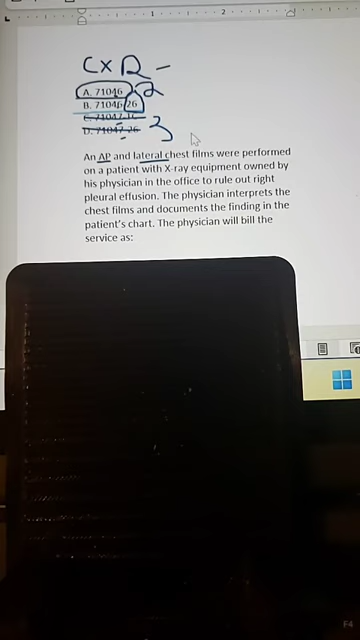 1 2
CXR -
A. 71046 2
B. 71046-26
C. 71047-TC
D. 71047-26 3
An AP and lateral chest films were performed
on a patient with X-ray equipment owned by
his physician in the office to rule out right
pleural effusion. The physician interprets the
chest films and documents the finding in the
patient's chart. The physician will bill the
service as:
F4